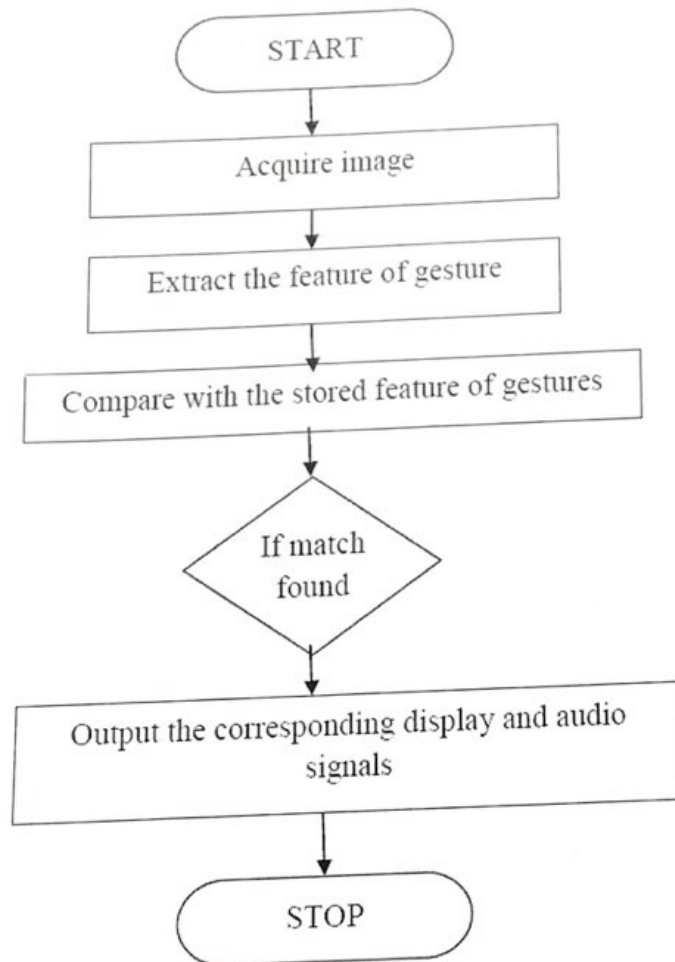 START
Acquire image
Extract the feature of gesture
Compare with the stored feature of gestures
If match
found
Output the corresponding display and audio
signals
STOP